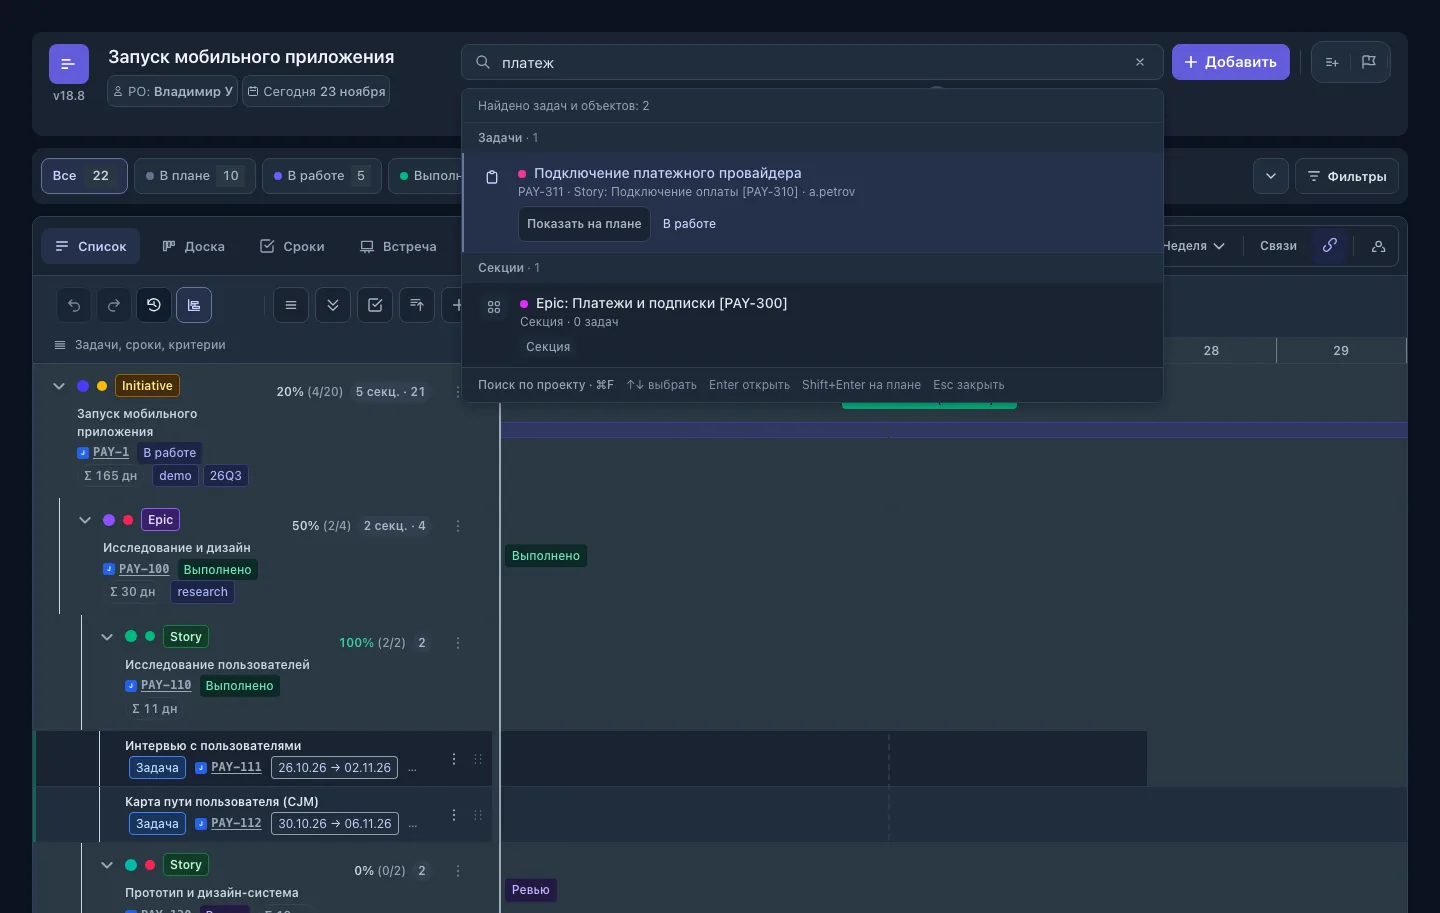 Запуск мобильного приложения
платеж
Добавить
v18.8
PO: Владимир У
Сегодня 23 ноября
Найдено задач и объектов: 2
Задачи · 1
Все 22
В плане 10
В работе 5
Выполн
Фильтры
Подключение платежного провайдера
PAY-311 · Story: Подключение оплаты [PAY-310] · a.petrov
Показать на плане
В работе
Список
Доска
Сроки
Встреча
Неделя
Связи
Секции · 1
Epic: Платежи и подписки [PAY-300]
Секция · 0 задач
Секция
Задачи, сроки, критерии
28
29
Поиск по проекту · ⌘F ↑↓ выбрать Enter открыть Shift+Enter на плане Esc закрыть
Initiative
20% (4/20)
5 секц. · 21
Запуск мобильного
приложения
PAY-1 В работе
Σ 165 дн demo 26Q3
Epic
50% (2/4)
2 секц. · 4
Исследование и дизайн
PAY-100 Выполнено
Σ 30 дн research
Выполнено
Story
100% (2/2) 2
Исследование пользователей
PAY-110 Выполнено
Σ 11 дн
Интервью с пользователями
Задача PAY-111 26.10.26 → 02.11.26 ...
Карта пути пользователя (CJM)
Задача PAY-112 30.10.26 → 06.11.26 ...
Story
0% (0/2) 2
Прототип и дизайн-система
Ревью